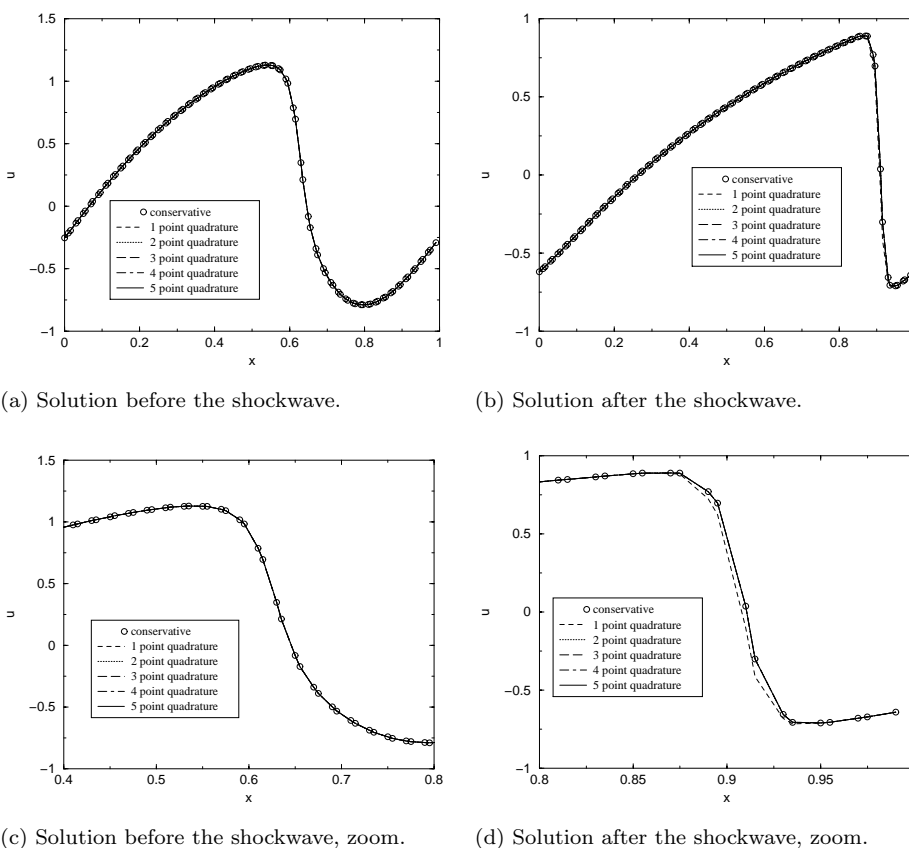 1.5
1
0.5
0
−0.5
−1
u
0 0.2 0.4 0.6 0.8 1
x
conservative
1 point quadrature
2 point quadrature
3 point quadrature
4 point quadrature
5 point quadrature
(a) Solution before the shockwave.
1
0.5
0
−0.5
−1
u
0 0.2 0.4 0.6 0.8
x
conservative
1 point quadrature
2 point quadrature
3 point quadrature
4 point quadrature
5 point quadrature
(b) Solution after the shockwave.
1.5
1
0.5
0
−0.5
−1
u
0.4 0.5 0.6 0.7 0.8
x
conservative
1 point quadrature
2 point quadrature
3 point quadrature
4 point quadrature
5 point quadrature
(c) Solution before the shockwave, zoom.
1
0.5
0
−0.5
−1
u
0.8 0.85 0.9 0.95
x
conservative
1 point quadrature
2 point quadrature
3 point quadrature
4 point quadrature
5 point quadrature
(d) Solution after the shockwave, zoom.